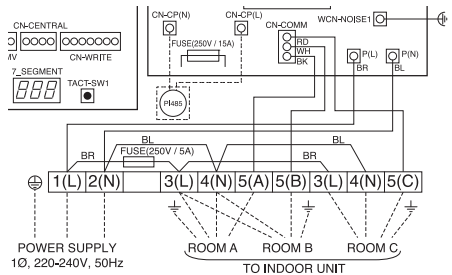 CN-CENTRAL
MV
CN-WRITE
7_SEGMENT
TACT-SW1
CN-CP(N)
CN-CP(L)
CN-COMM
WCN-NOISE1
FUSE(250V / 15A)
RD
WH
BK
P(L)
P(N)
BR
BL
PI485
BL
BL
FUSE(250V / 5A)
BR
BR
1(L)
2(N)
3(L)
4(N)
5(A)
5(B)
3(L)
4(N)
5(C)
POWER SUPPLY
1Ø, 220-240V, 50Hz
ROOM A
ROOM B
ROOM C
TO INDOOR UNIT